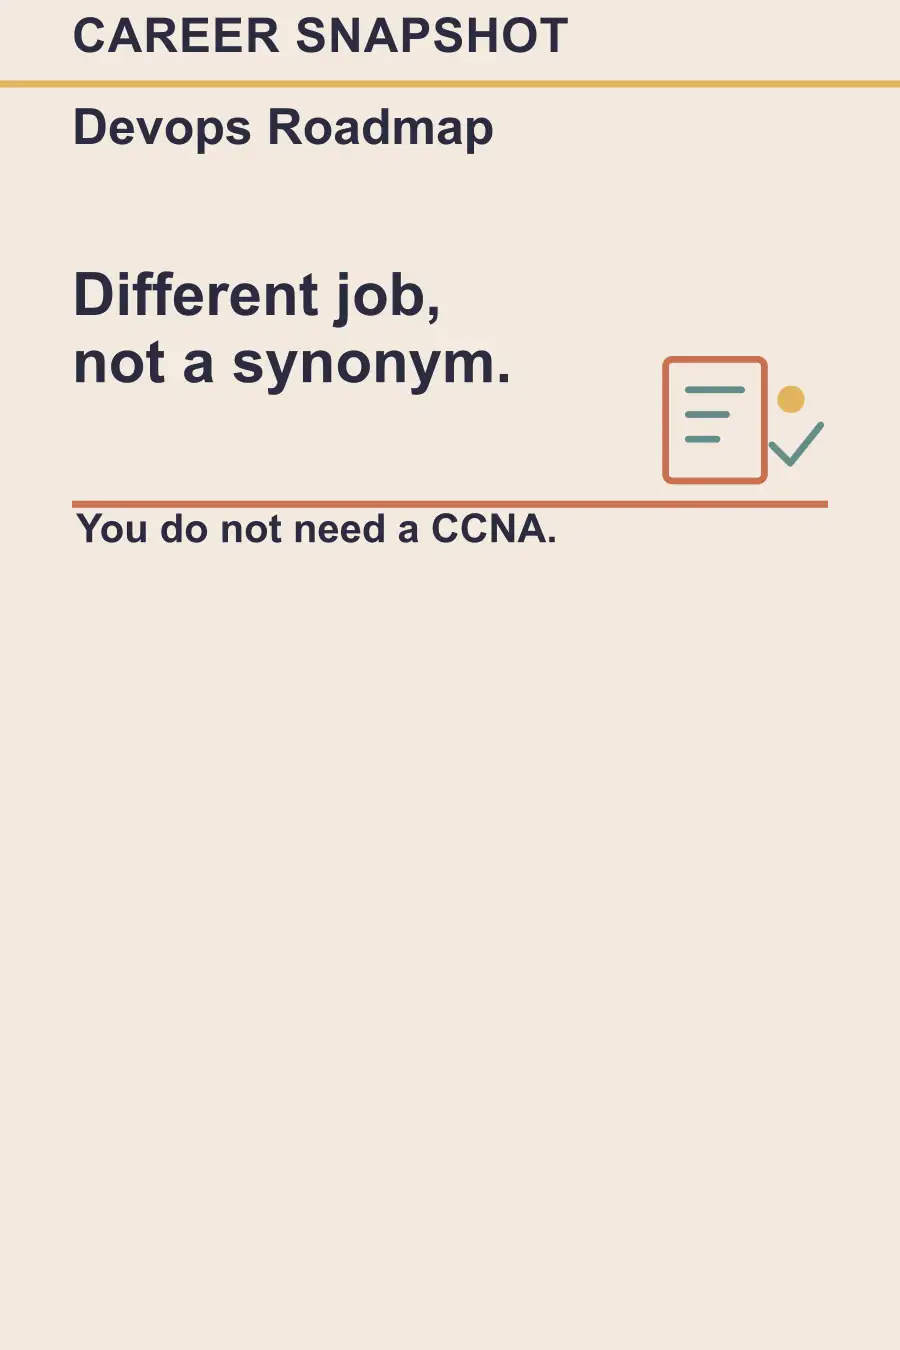 CAREER SNAPSHOT
Devops Roadmap
Different job,
not a synonym.
You do not need a CCNA.